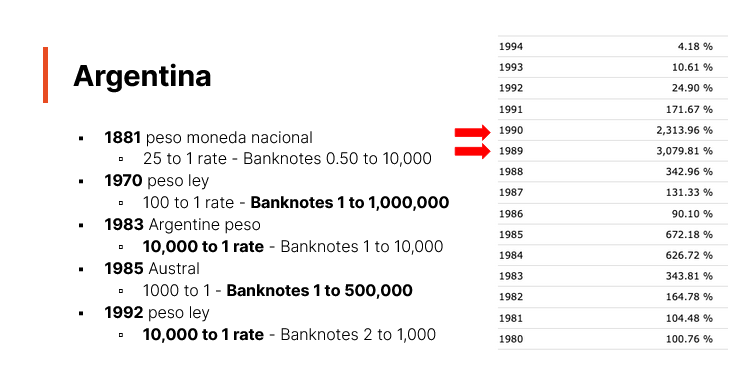 Argentina
1881 peso moneda nacional
25 to 1 rate - Banknotes 0.50 to 10,000
1970 peso ley
100 to 1 rate - Banknotes 1 to 1,000,000
1983 Argentine peso
10,000 to 1 rate - Banknotes 1 to 10,000
1985 Austral
1000 to 1 - Banknotes 1 to 500,000
1992 peso ley
10,000 to 1 rate - Banknotes 2 to 1,000
1994 4.18 %
1993 10.61 %
1992 24.90 %
1991 171.67 %
1990 2,313.96 %
1989 3,079.81 %
1988 342.96 %
1987 131.33 %
1986 90.10 %
1985 672.18 %
1984 626.72 %
1983 343.81 %
1982 164.78 %
1981 104.48 %
1980 100.76 %